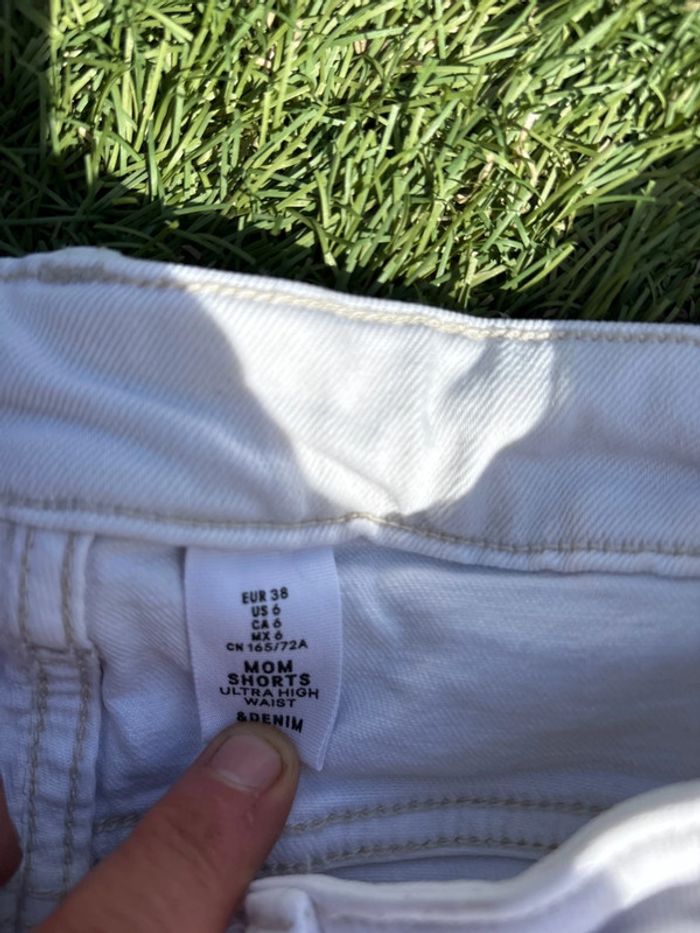 EUR 38
US 6
CA 6
MX 6
CN 165/72A
MOM
SHORTS
ULTRA HIGH
WAIST
&DENIM